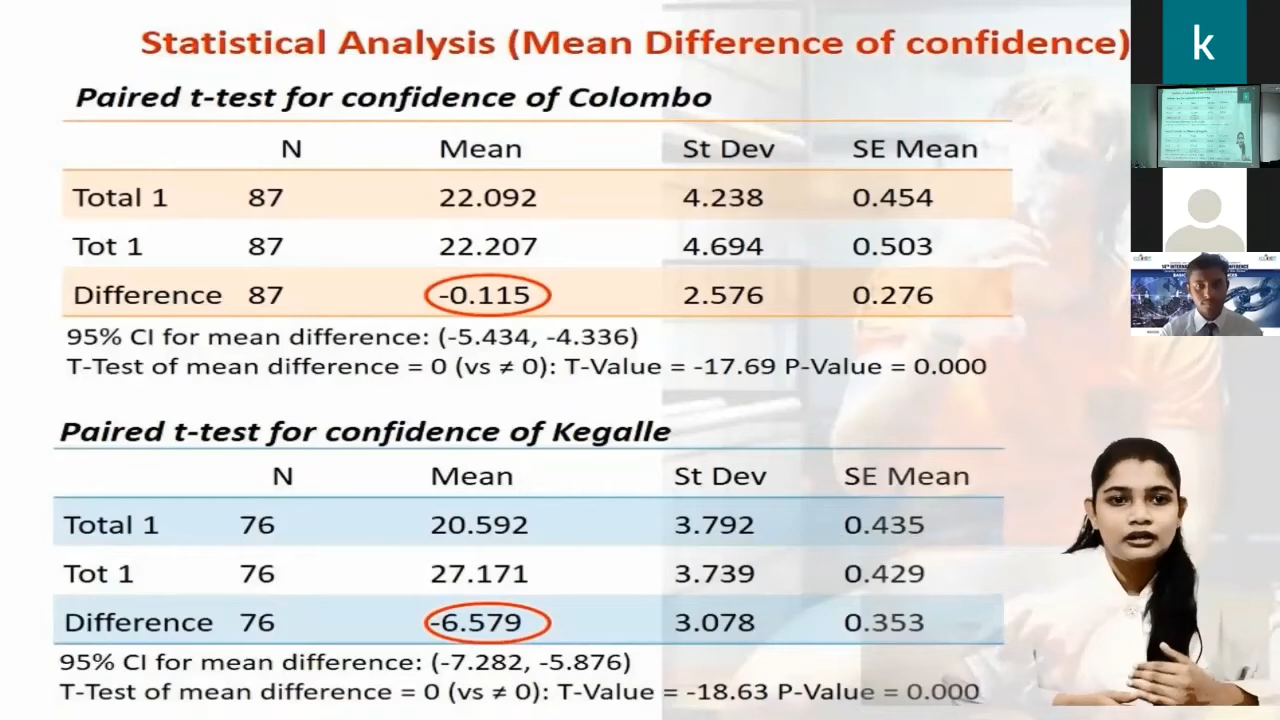 Statistical Analysis (Mean Difference of confidence)
k
Paired t-test for confidence of Colombo
N Mean St Dev SE Mean
Total 1 87 22.092 4.238 0.454
Tot 1 87 22.207 4.694 0.503
Difference 87 -0.115 2.576 0.276
95% CI for mean difference: (-5.434, -4.336)
T-Test of mean difference = 0 (vs ≠ 0): T-Value = -17.69 P-Value = 0.000
Paired t-test for confidence of Kegalle
N Mean St Dev SE Mean
Total 1 76 20.592 3.792 0.435
Tot 1 76 27.171 3.739 0.429
Difference 76 -6.579 3.078 0.353
95% CI for mean difference: (-7.282, -5.876)
T-Test of mean difference = 0 (vs ≠ 0): T-Value = -18.63 P-Value = 0.000